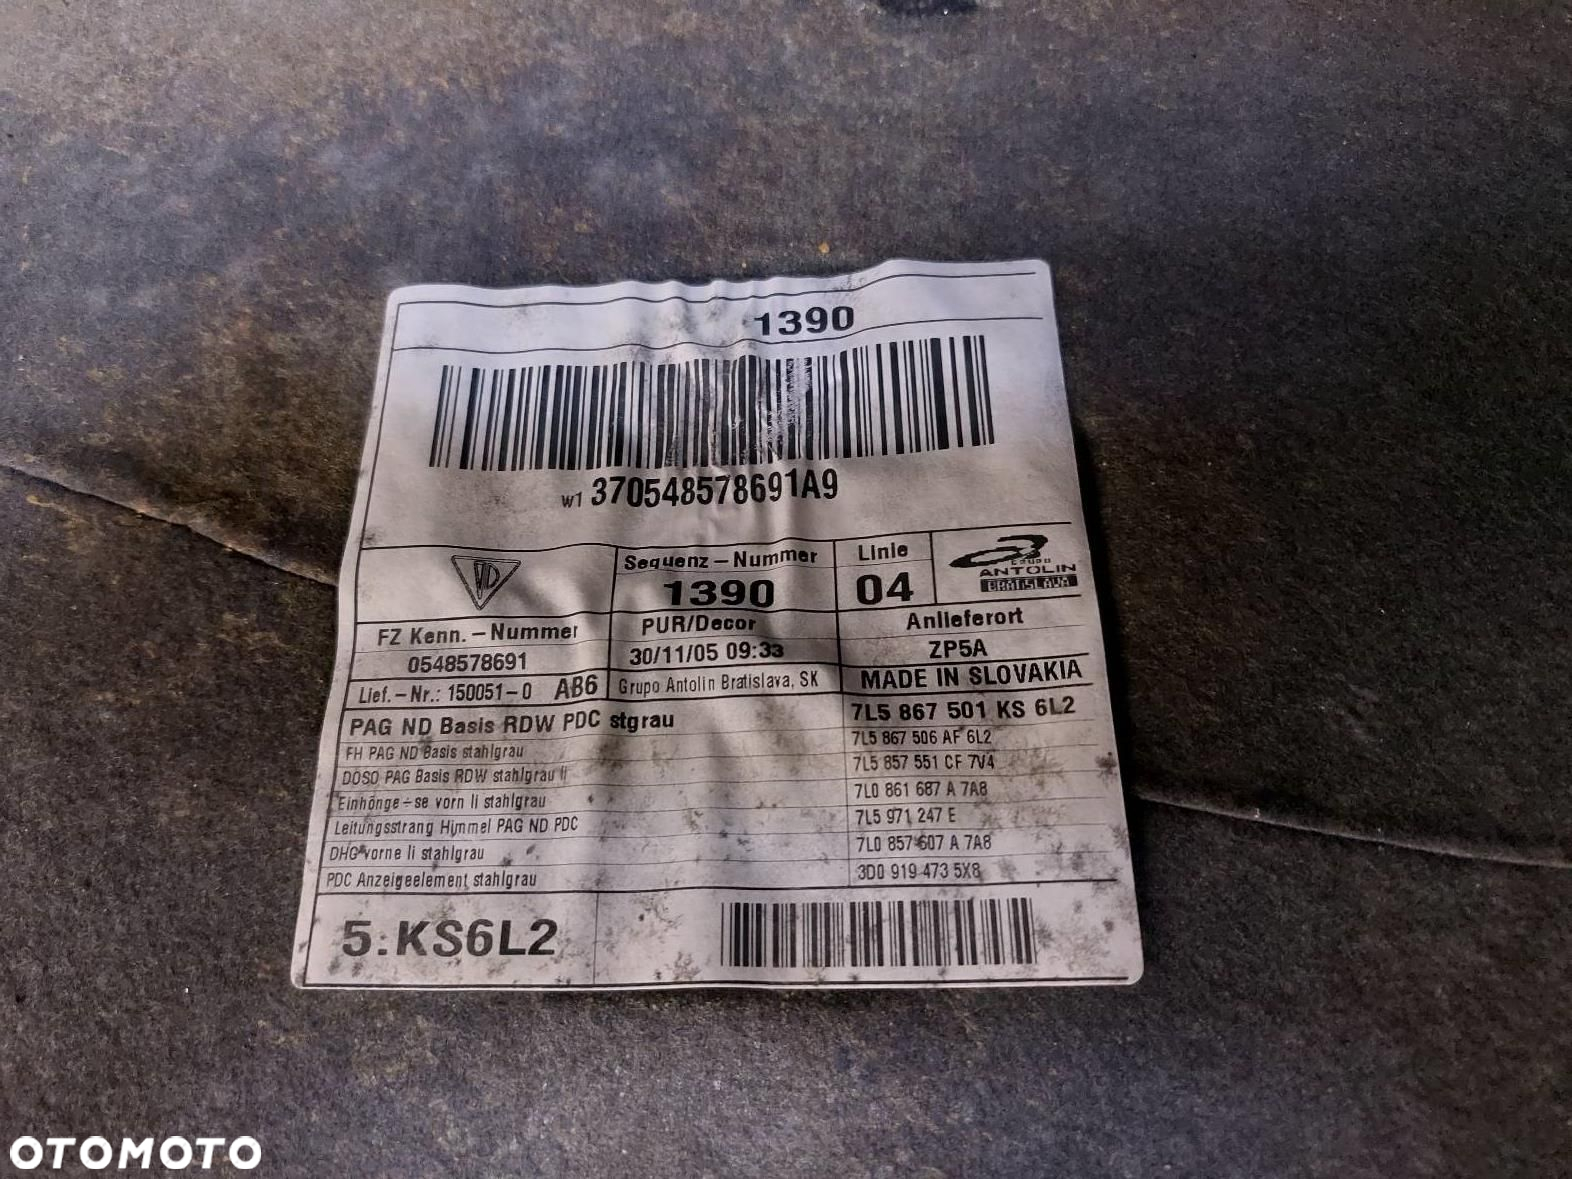 1390
W1 370548578691A9
Sequenz-Nummer
1390
Linie
04
GRUPO
ANTOLIN
BRATISLAVA
FZ Kenn.-Nummer
0548578691
PUR/Decor
30/11/05 09:33
Anlieferort
ZP5A
Lief.-Nr.: 150051-0 AB6
Grupo Antolin Bratislava, SK
MADE IN SLOVAKIA
PAG ND Basis RDW PDC stgrau
7L5 867 501 KS 6L2
FH PAG ND Basis stahlgrau
7L5 867 506 AF 6L2
DOSO PAG Basis RDW stahlgrau li
7L5 857 551 CF 7V4
Einhönge-se vorn li stahlgrau
7L0 861 687 A 7A8
Leitungsstrang Himmel PAG ND PDC
7L5 971 247 E
DHG vorne li stahlgrau
7L0 857 607 A 7A8
PDC Anzeigeelement stahlgrau
3D0 919 473 5X8
5.KS6L2
OTOMOTO